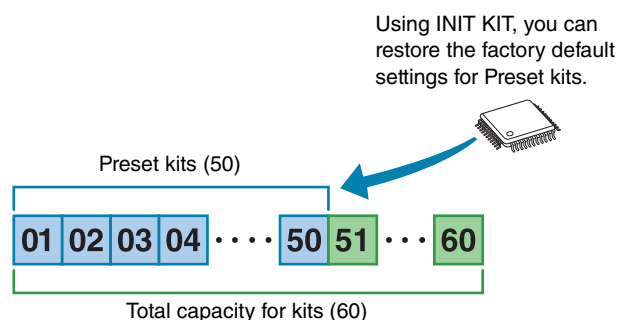 Using INIT KIT, you can
restore the factory default
settings for Preset kits.
Preset kits (50)
01 02 03 04 ···· 50 51 ··· 60
Total capacity for kits (60)